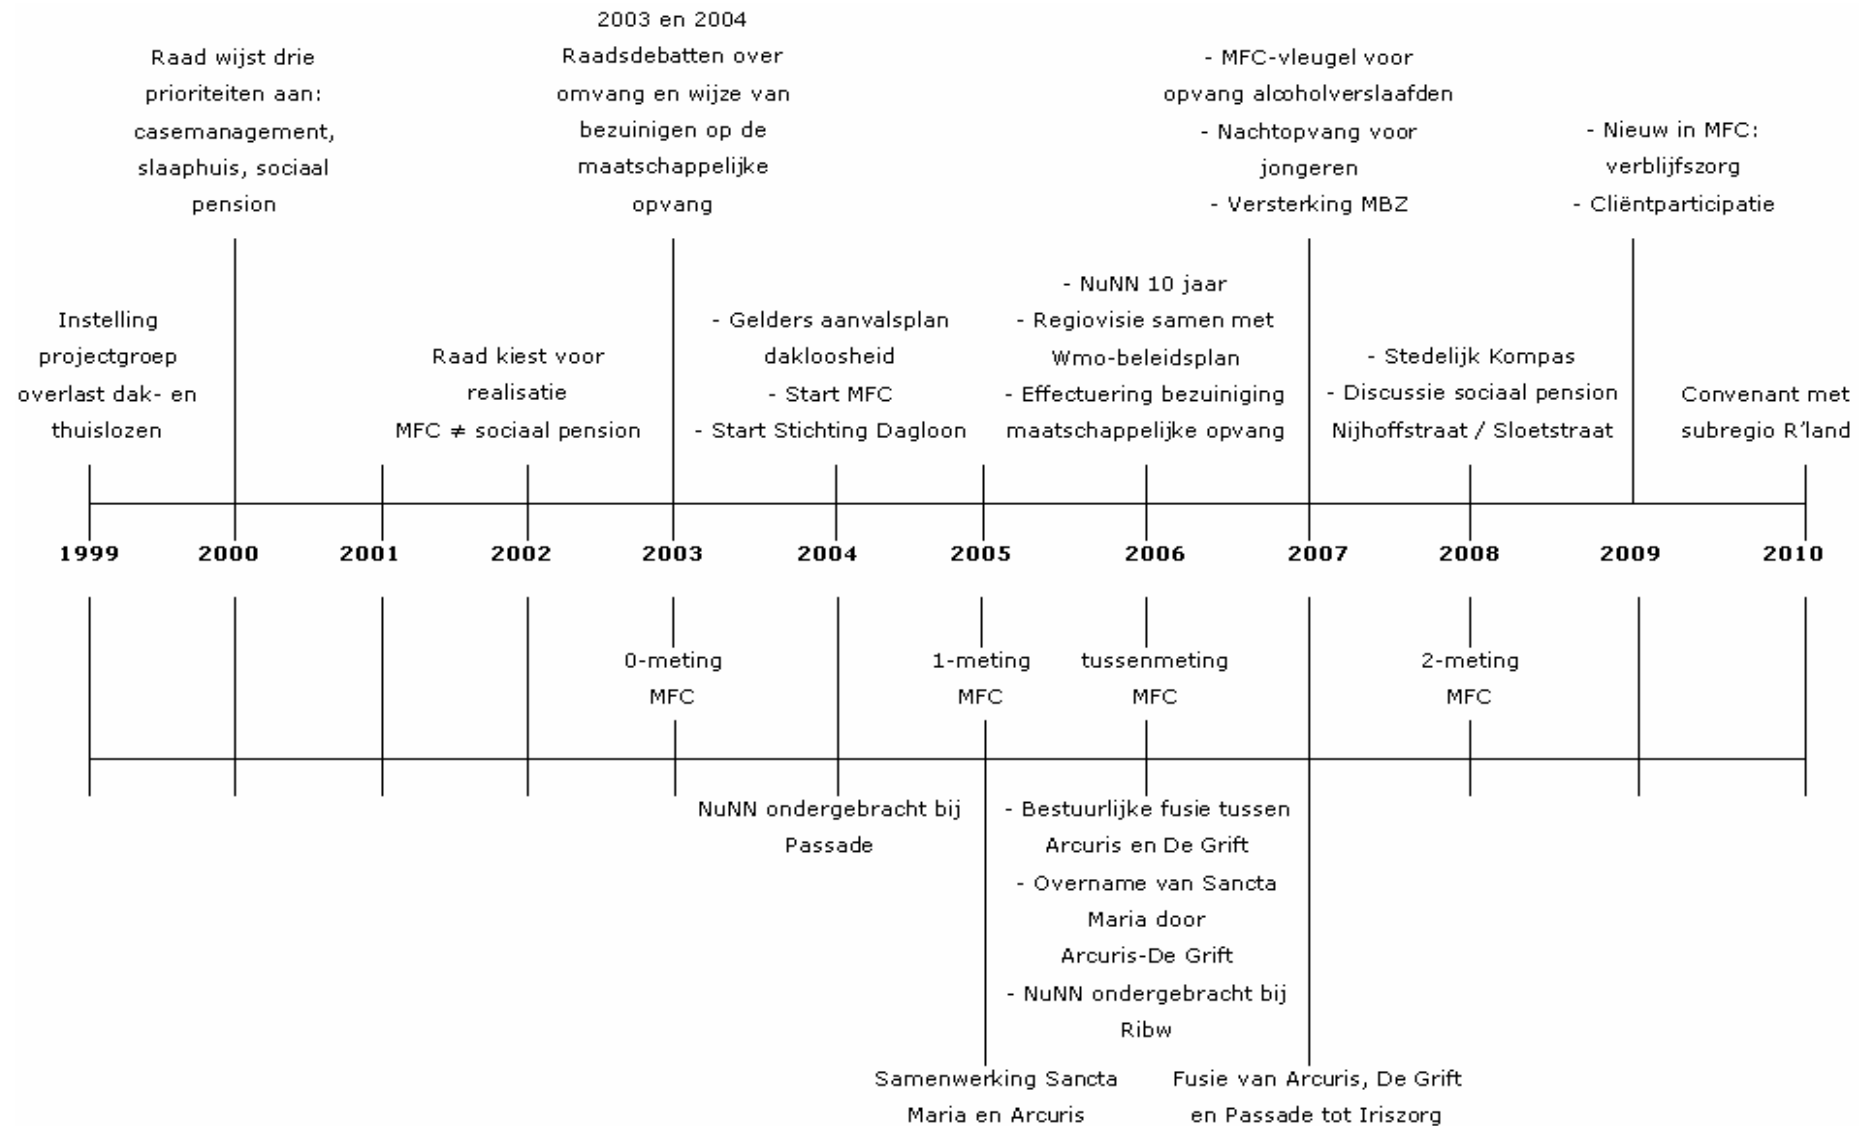 2003 en 2004
Raadsdebatten over
omvang en wijze van
bezuinigen op de
maatschappelijke
opvang
Raad wijst drie
prioriteiten aan:
casemanagement,
slaaphuis, sociaal
pension
- MFC-vleugel voor
opvang alcoholverslaafden
- Nachtopvang voor
jongeren
- Versterking MBZ
- Nieuw in MFC:
verblijfszorg
- Cliëntparticipatie
Instelling
projectgroep
overlast dak- en
thuislozen
Raad kiest voor
realisatie
MFC ≠ sociaal pension
- Gelders aanvalsplan
dakloosheid
- Start MFC
- Start Stichting Dagloon
- NuNN 10 jaar
- Regiovisie samen met
Wmo-beleidsplan
- Effectuering bezuiniging
maatschappelijke opvang
- Stedelijk Kompas
- Discussie sociaal pension
Nijhoffstraat / Sloetstraat
Convenant met
subregio R'land
1999 2000 2001 2002 2003 2004 2005 2006 2007 2008 2009 2010
0-meting
MFC
1-meting
MFC
tussenmeting
MFC
2-meting
MFC
NuNN ondergebracht bij
Passade
- Bestuurlijke fusie tussen
Arcuris en De Grift
- Overname van Sancta
Maria door
Arcuris-De Grift
- NuNN ondergebracht bij
Ribw
Samenwerking Sancta
Maria en Arcuris
Fusie van Arcuris, De Grift
en Passade tot Iriszorg